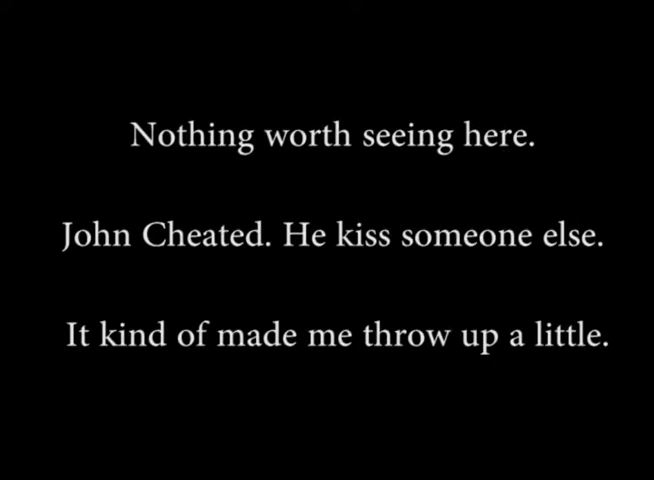 Nothing worth seeing here.
John Cheated. He kiss someone else.
It kind of made me throw up a little.